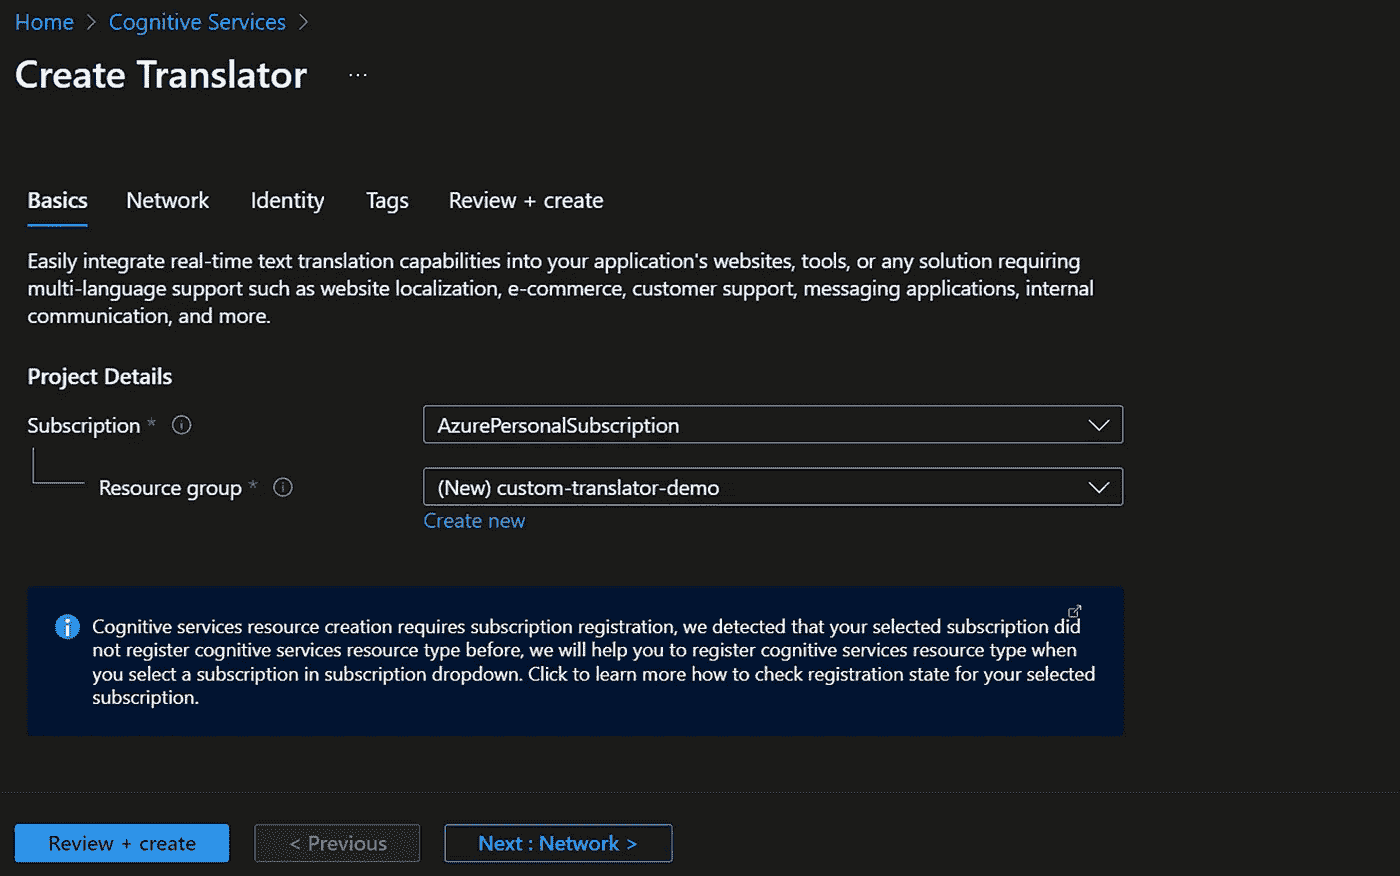 Home > Cognitive Services >
Create Translator ...
Basics Network Identity Tags Review + create
Easily integrate real-time text translation capabilities into your application's websites, tools, or any solution requiring
multi-language support such as website localization, e-commerce, customer support, messaging applications, internal
communication, and more.
Project Details
Subscription * AzurePersonalSubscription
Resource group * (New) custom-translator-demo
Create new
Cognitive services resource creation requires subscription registration, we detected that your selected subscription did
not register cognitive services resource type before, we will help you to register cognitive services resource type when
you select a subscription in subscription dropdown. Click to learn more how to check registration state for your selected
subscription.
Review + create < Previous Next : Network >